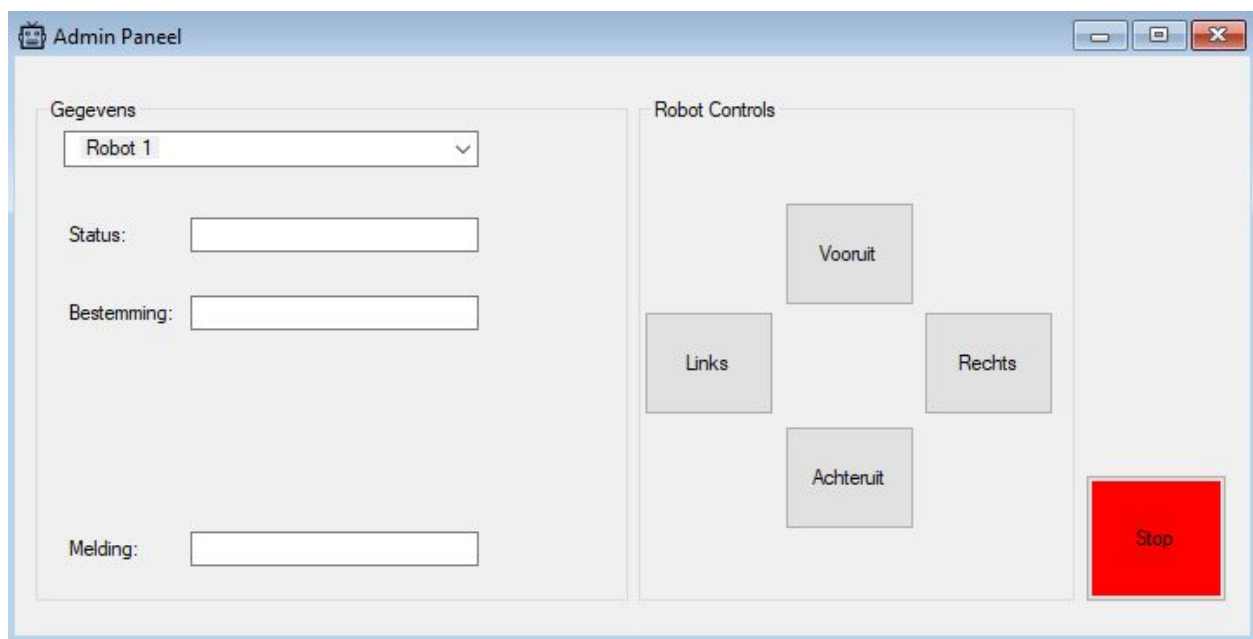 Admin Paneel
Gegevens
Robot 1
Status:
Bestemming:
Melding:
Robot Controls
Vooruit
Links
Rechts
Achteruit
Stop